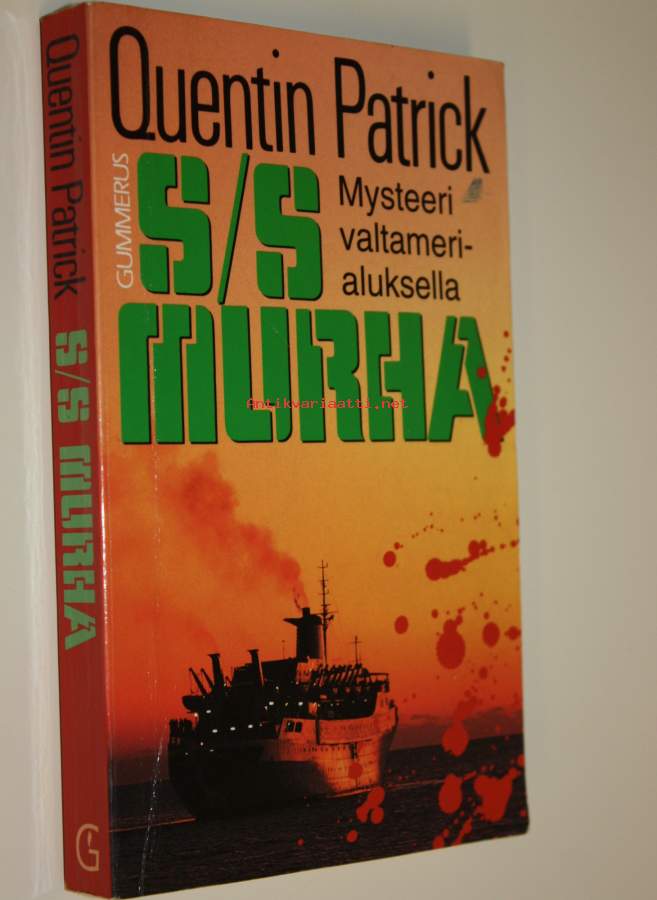 Quentin Patrick
GUMMERUS
S/S
Mysteeri
valtameri-
aluksella
MURHA
Antikvariaatti.net
Quentin Patrick S/S MURHA
G